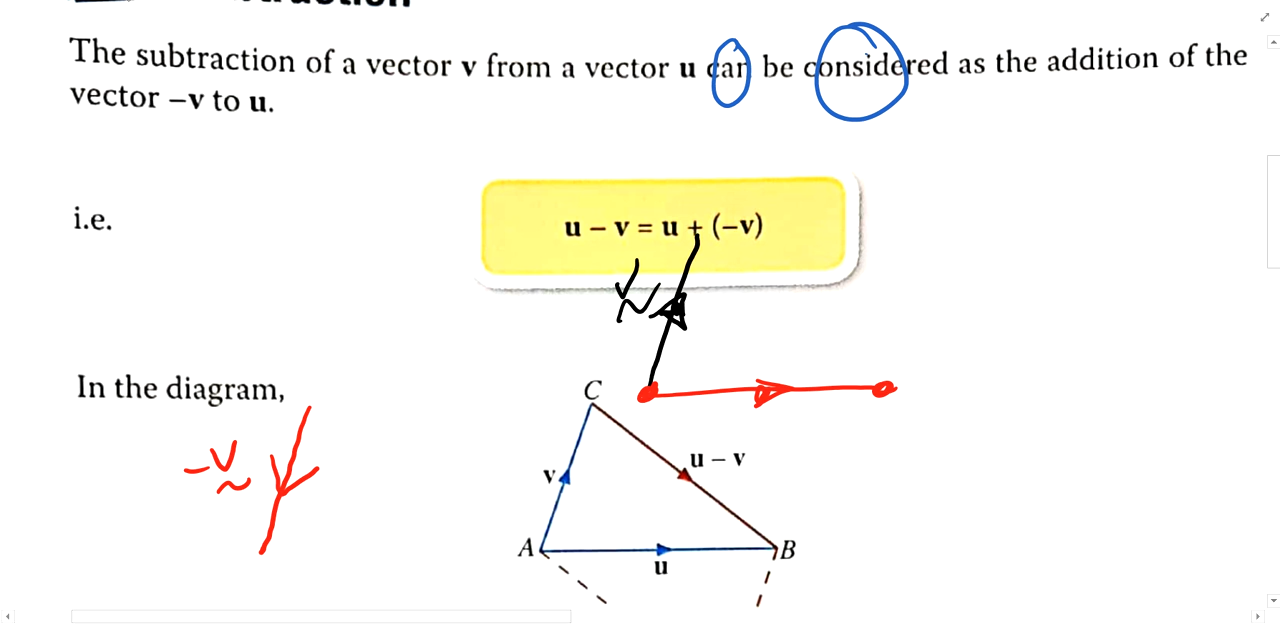 The subtraction of a vector v from a vector u can be considered as the addition of the
vector –v to u.
i.e.
u – v = u + (–v)
v
In the diagram,
C
–v
u – v
v
A
B
u